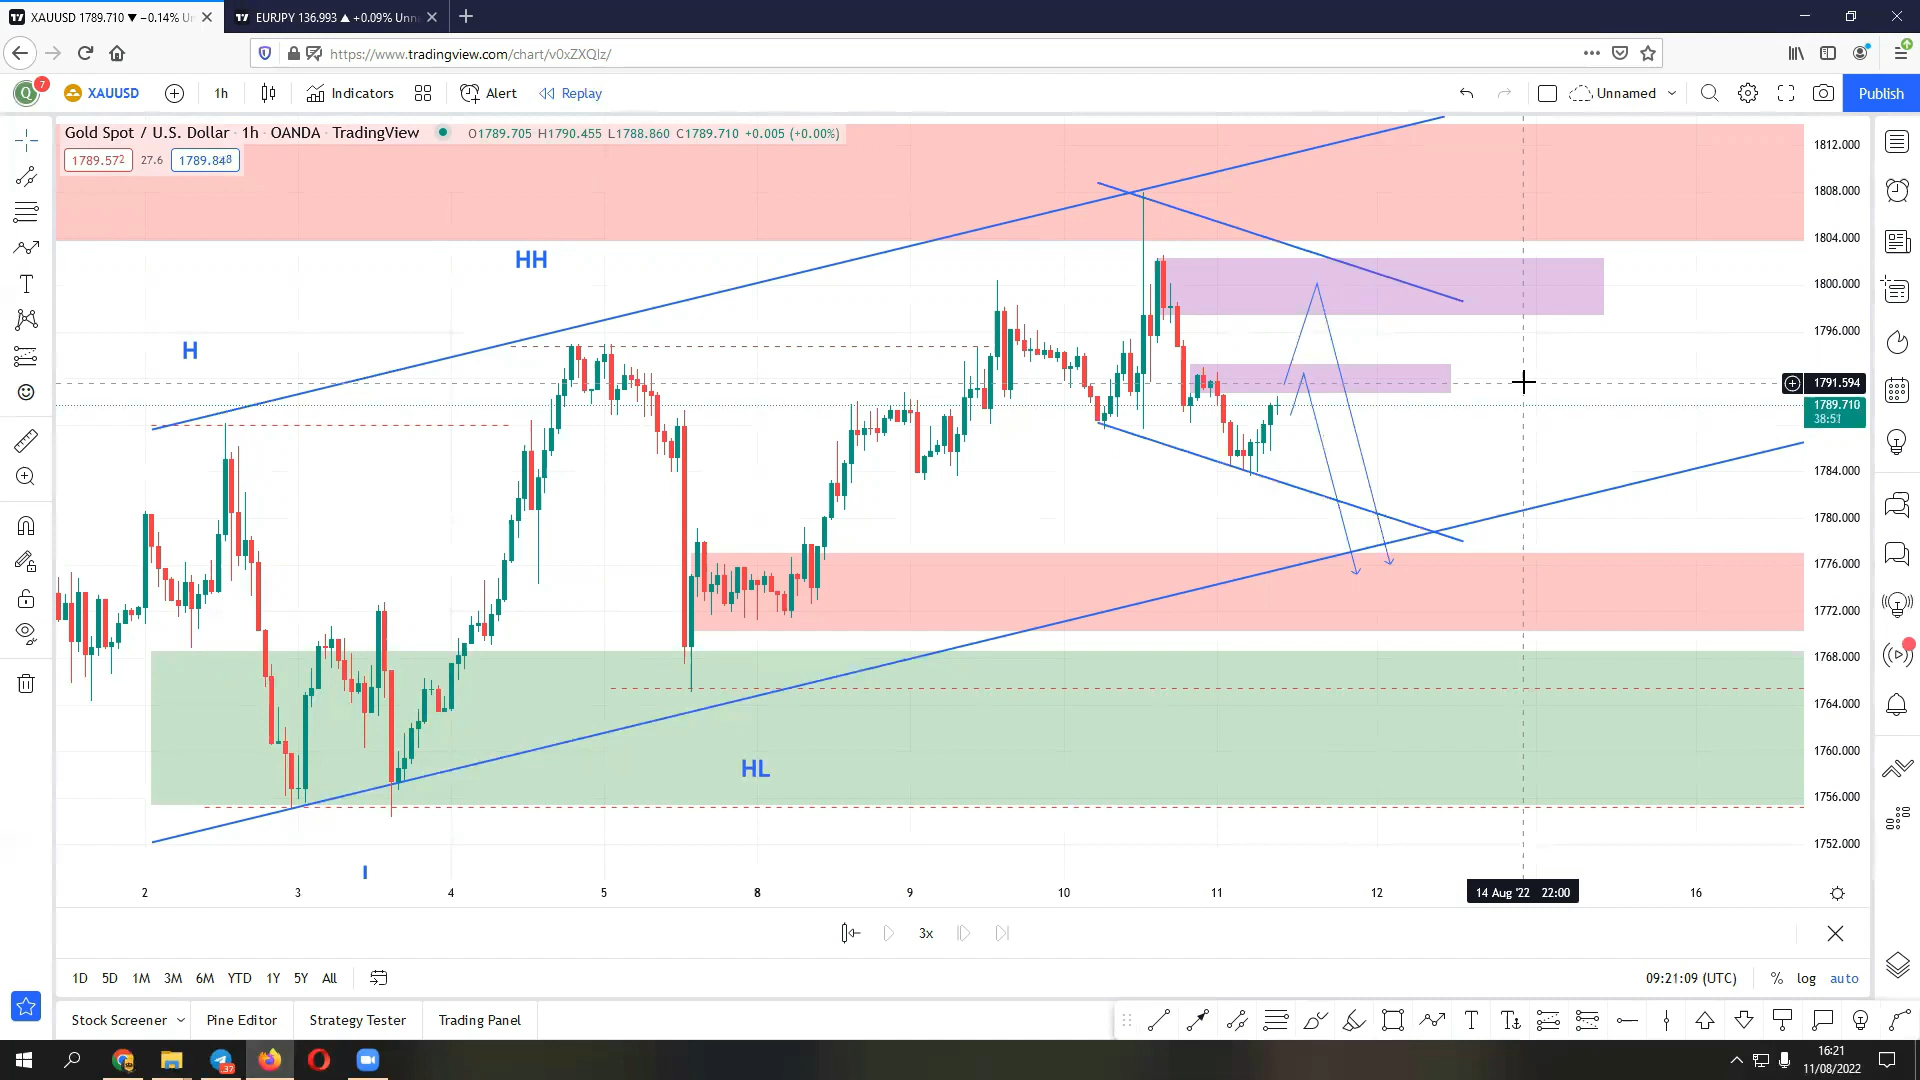 XAUUSD 1789.710 ▼ −0.14% Un
EURJPY 136.993 ▲ +0.09% Unn
https://www.tradingview.com/chart/v0xZXQlz/
Q
7
XAUUSD
1h
Indicators
Alert
Replay
Unnamed
Publish
Gold Spot / U.S. Dollar · 1h · OANDA · TradingView
O1789.705 H1790.455 L1788.860 C1789.710 +0.005 (+0.00%)
1789.572
27.6
1789.848
1812.000
1808.000
1804.000
1800.000
1796.000
1791.594
1789.710
38:51
1784.000
1780.000
1776.000
1772.000
1768.000
1764.000
1760.000
1756.000
1752.000
HH
H
HL
I
2
3
4
5
8
9
10
11
12
14 Aug '22 22:00
16
3x
1D
5D
1M
3M
6M
YTD
1Y
5Y
All
09:21:09 (UTC)
%
log
auto
Stock Screener
Pine Editor
Strategy Tester
Trading Panel
37
16:21
11/08/2022